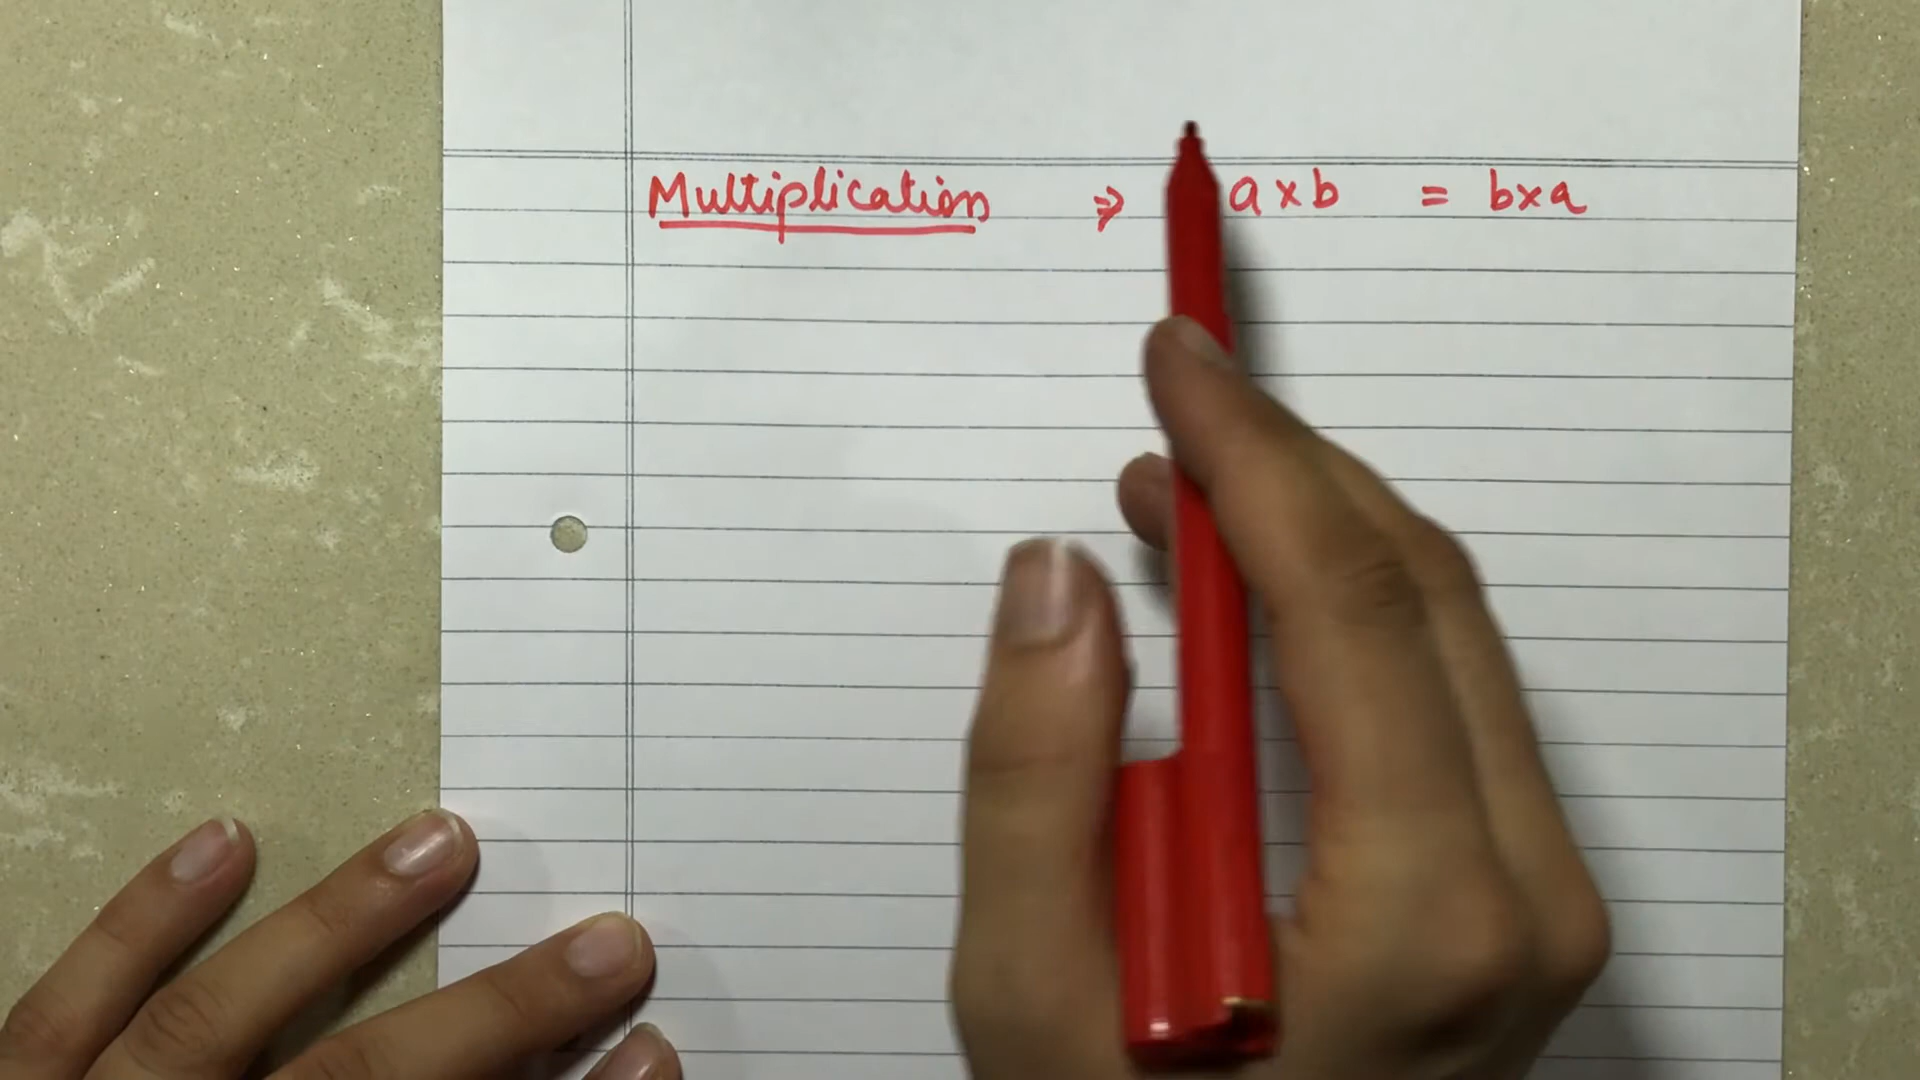 Multiplication ⇒ a × b = b × a